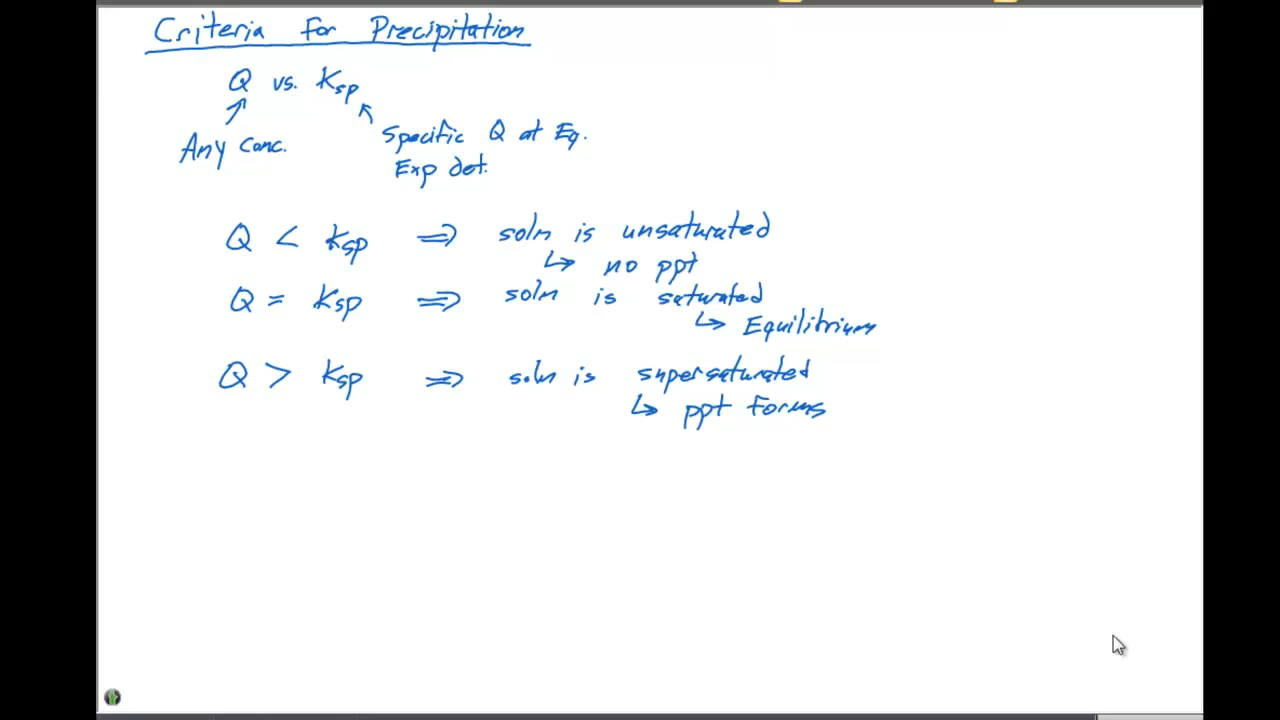 Criteria For Precipitation
Q vs. Ksp
Any conc.
Specific Q at Eq.
Exp det.
Q < Ksp ⇒ soln is unsaturated
↳ no ppt
Q = Ksp ⇒ soln is saturated
↳ Equilibrium
Q > Ksp ⇒ soln is supersaturated
↳ ppt forms